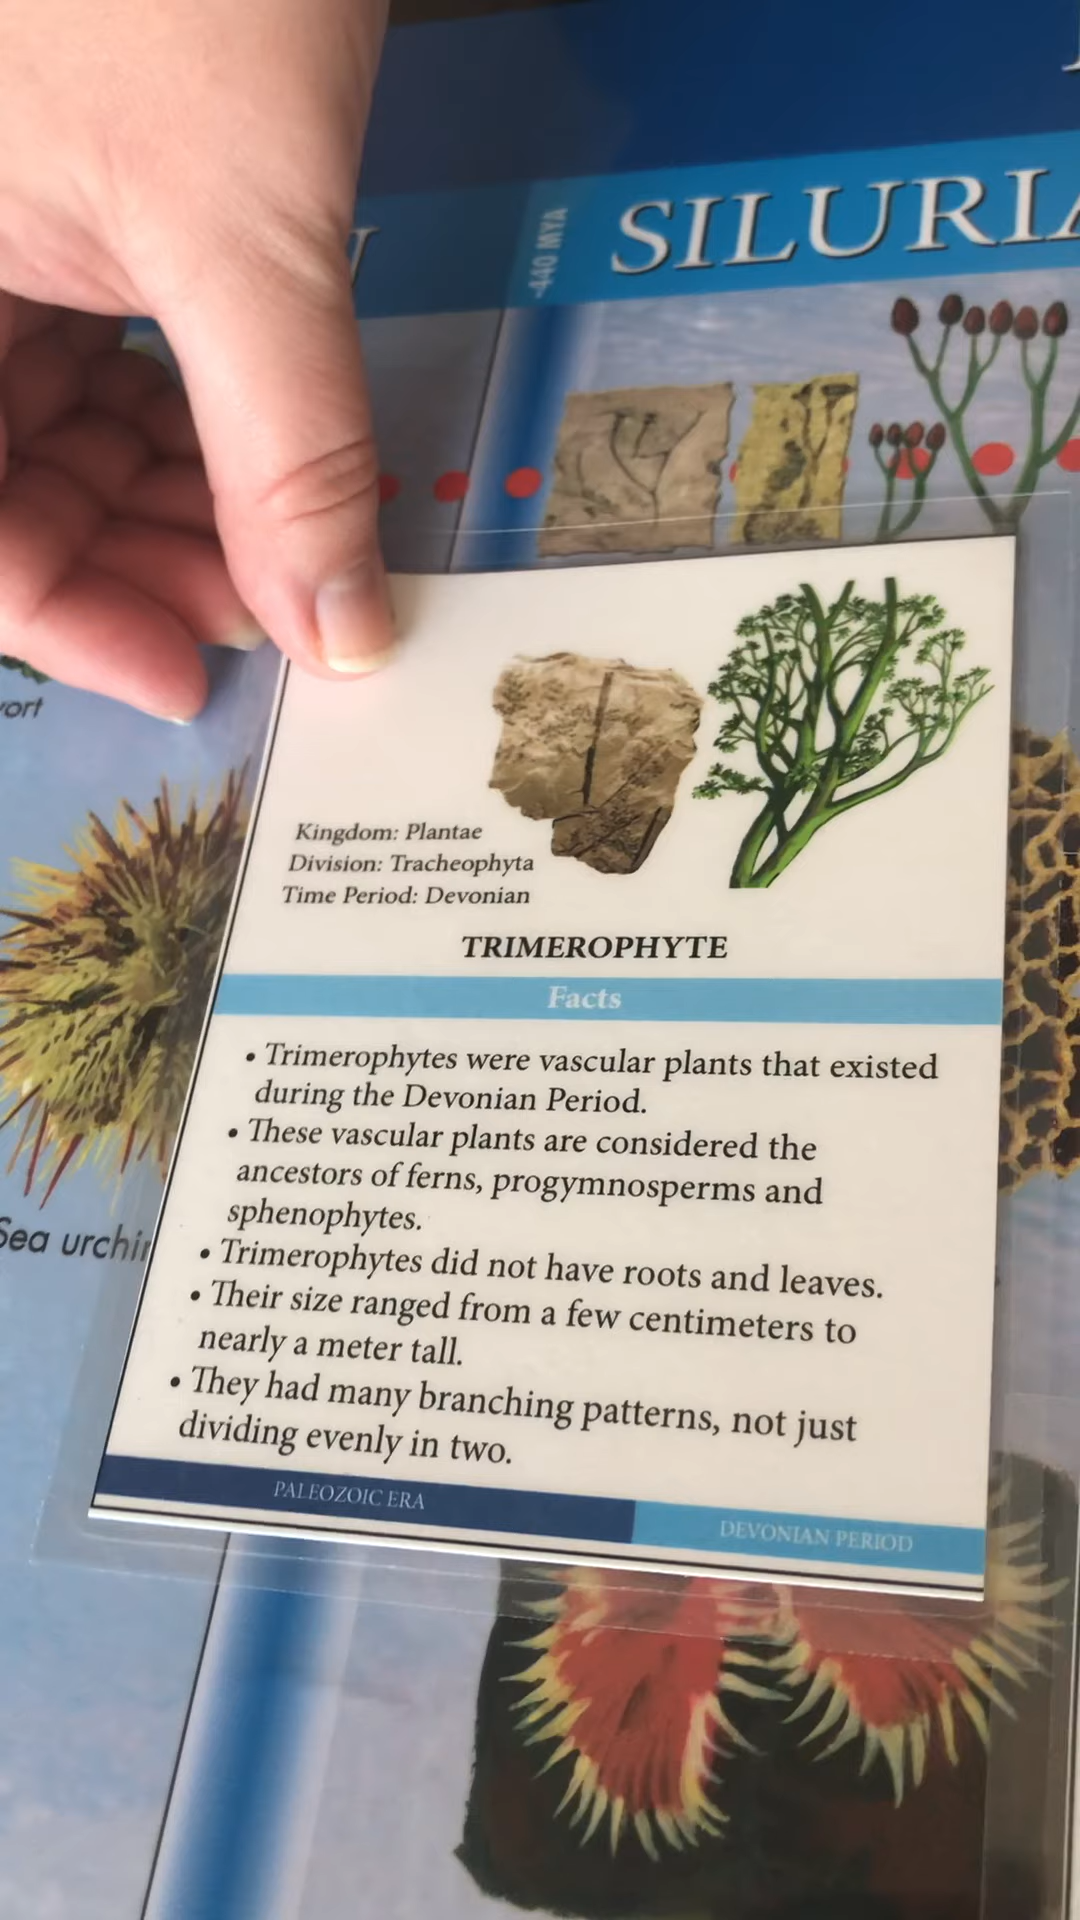 -440 MYA
SILURIA
Kingdom: Plantae
Division: Tracheophyta
Time Period: Devonian
TRIMEROPHYTE
Facts
• Trimerophytes were vascular plants that existed
during the Devonian Period.
• These vascular plants are considered the
ancestors of ferns, progymnosperms and
sphenophytes.
Sea urchin
• Trimerophytes did not have roots and leaves.
• Their size ranged from a few centimeters to
nearly a meter tall.
• They had many branching patterns, not just
dividing evenly in two.
PALEOZOIC ERA
DEVONIAN PERIOD